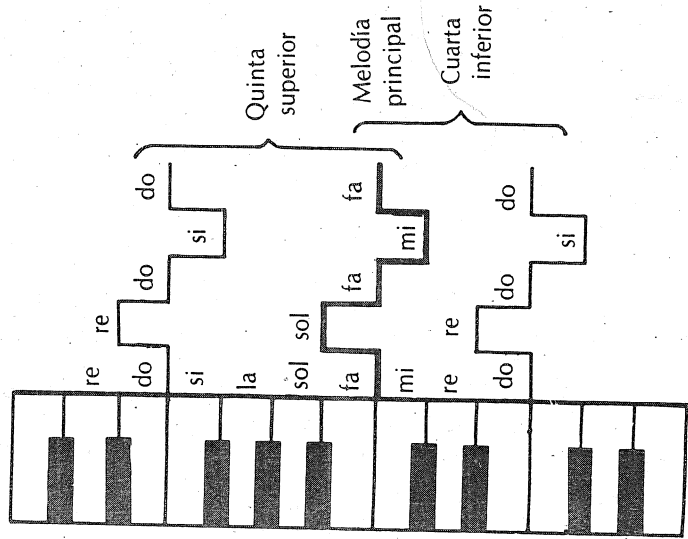 Quinta
superior
Melodía
principal
Cuarta
inferior
re
do
si
la
sol
fa
mi
re
do
re
do
si
do
sol
fa
mi
fa
re
do
si
do